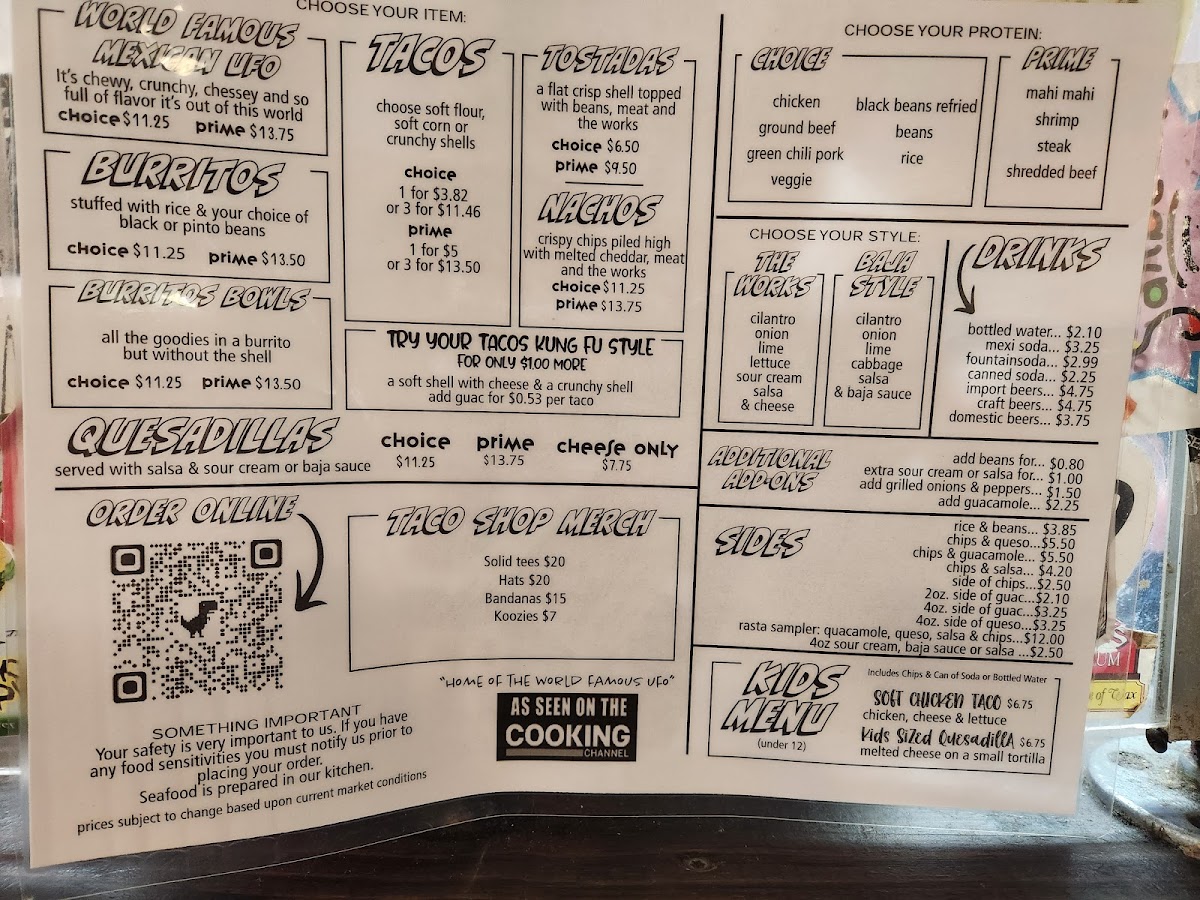 CHOOSE YOUR ITEM:
WORLD FAMOUS
MEXICAN UFO
It's chewy, crunchy, chessey and so
full of flavor it's out of this world
choice $11.25 prime $13.75
BURRITOS
stuffed with rice & your choice of
black or pinto beans
choice $11.25 prime $13.50
BURRITOS BOWLS
all the goodies in a burrito
but without the shell
choice $11.25 prime $13.50
TACOS
choose soft flour,
soft corn or
crunchy shells
choice
1 for $3.82
or 3 for $11.46
prime
1 for $5
or 3 for $13.50
TOSTADAS
a flat crisp shell topped
with beans, meat and
the works
choice $6.50
prime $9.50
NACHOS
crispy chips piled high
with melted cheddar, meat
and the works
choice $11.25
prime $13.75
TRY YOUR TACOS KUNG FU STYLE
FOR ONLY $1.00 MORE
a soft shell with cheese & a crunchy shell
add guac for $0.53 per taco
QUESADILLAS
served with salsa & sour cream or baja sauce
choice prime cheese only
$11.25 $13.75 $7.75
ORDER ONLINE
SOMETHING IMPORTANT
Your safety is very important to us. If you have
any food sensitivities you must notify us prior to
placing your order.
Seafood is prepared in our kitchen.
prices subject to change based upon current market conditions
TACO SHOP MERCH
Solid tees $20
Hats $20
Bandanas $15
Koozies $7
"HOME OF THE WORLD FAMOUS UFO"
AS SEEN ON THE
COOKING
CHANNEL
CHOOSE YOUR PROTEIN:
CHOICE
chicken
ground beef
green chili pork
veggie
black beans refried
beans
rice
PRIME
mahi mahi
shrimp
steak
shredded beef
CHOOSE YOUR STYLE:
THE
WORKS
cilantro
onion
lime
lettuce
sour cream
salsa
& cheese
BAJA
STYLE
cilantro
onion
lime
cabbage
salsa
& baja sauce
DRINKS
bottled water... $2.10
mexi soda... $3.25
fountainsoda... $2.99
canned soda... $2.25
import beers... $4.75
craft beers... $4.75
domestic beers... $3.75
ADDITIONAL
ADD-ONS
add beans for... $0.80
extra sour cream or salsa for... $1.00
add grilled onions & peppers... $1.50
add guacamole... $2.25
SIDES
rice & beans... $3.85
chips & queso...$5.50
chips & guacamole... $5.50
chips & salsa... $4.20
side of chips...$2.50
2oz. side of guac...$2.10
4oz. side of guac...$3.25
4oz. side of queso...$3.25
rasta sampler: quacamole, queso, salsa & chips...$12.00
4oz sour cream, baja sauce or salsa ...$2.50
KIDS
MENU
(under 12)
Includes Chips & Can of Soda or Bottled Water
SOFT CHICKEN TACO $6.75
chicken, cheese & lettuce
Kids Sized Quesadilla $6.75
melted cheese on a small tortilla